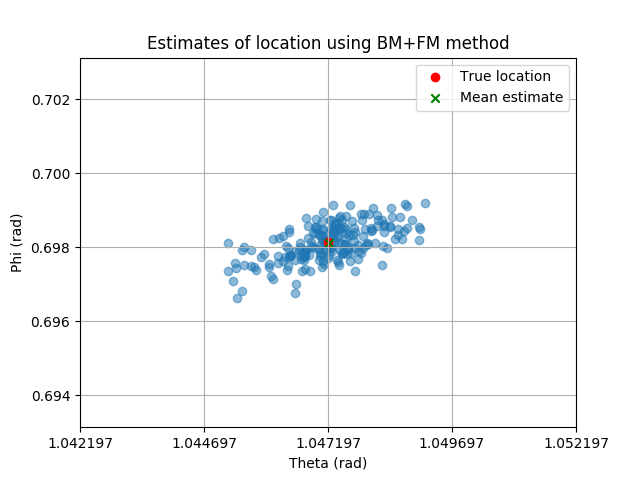 Estimates of location using BM+FM method
True location
Mean estimate
0.702
0.700
0.698
0.696
0.694
Phi (rad)
1.042197
1.044697
1.047197
1.049697
1.052197
Theta (rad)